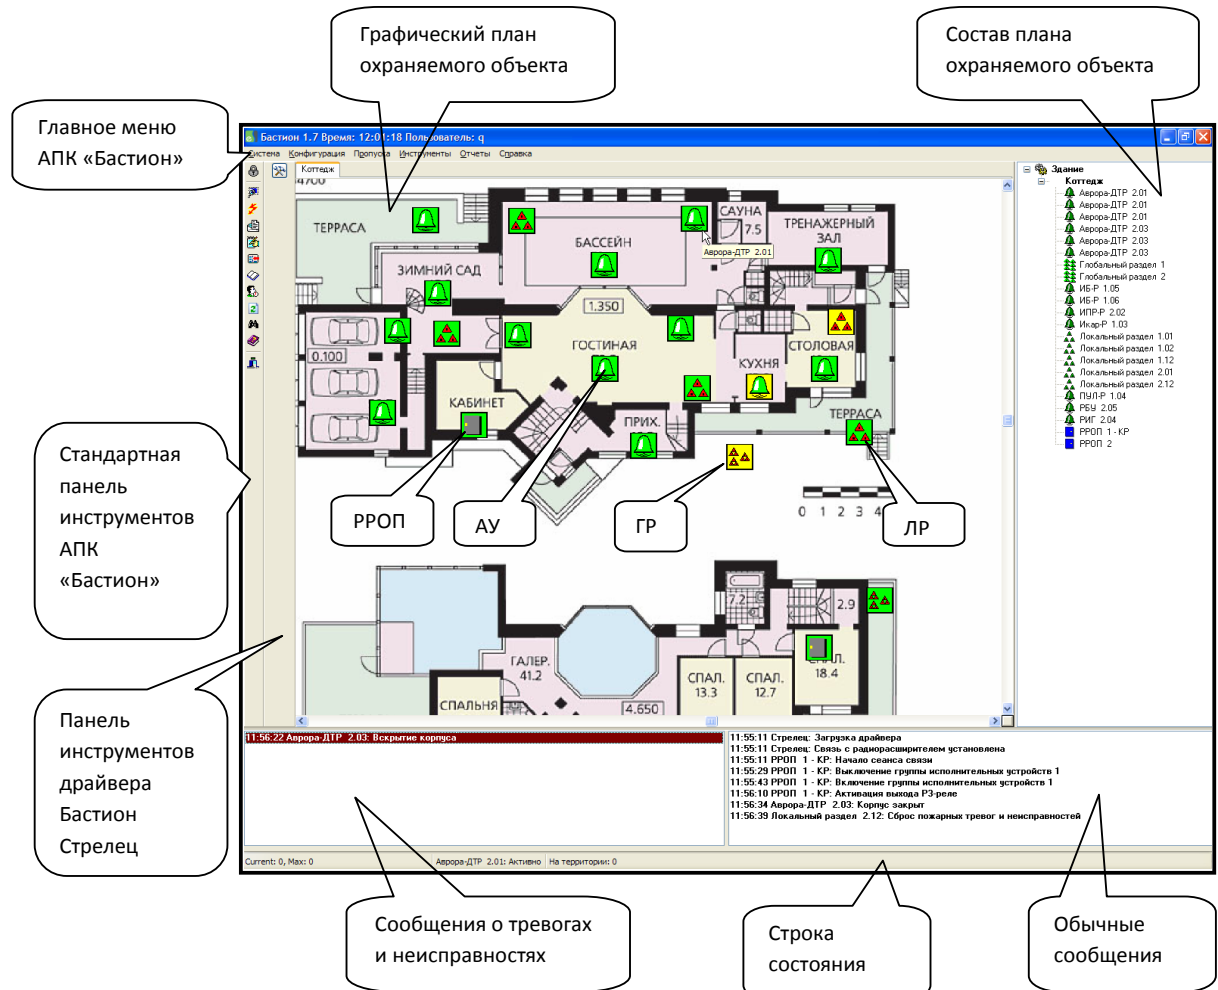 Графический план
охраняемого объекта
Состав плана
охраняемого объекта
Главное меню
АПК «Бастион»
Бастион 1.7 Время: 12:01:18 Пользователь: q
Система Конфигурация Пропуска Инструменты Отчеты Справка
Коттедж
4700
ТЕРРАСА
БАССЕЙН
САУНА
7.5
ТРЕНАЖЕРНЫЙ
ЗАЛ
Аврора-ДТР 2.01
ЗИМНИЙ САД
1.350
0.100
ГОСТИНАЯ
КУХНЯ
СТОЛОВАЯ
КАБИНЕТ
ПРИХ.
ТЕРРАСА
0 1 2 3 4
РРОП
АУ
ГР
ЛР
7.2
2.9
ГАЛЕР.
41.2
СПАЛ.
13.3
СПАЛ.
12.7
СПАЛ.
18.4
СПАЛЬНЯ
4.650
Здание
Коттедж
Аврора-ДТР 2.01
Аврора-ДТР 2.01
Аврора-ДТР 2.01
Аврора-ДТР 2.03
Аврора-ДТР 2.03
Аврора-ДТР 2.03
Глобальный раздел 1
Глобальный раздел 2
ИБ-Р 1.05
ИБ-Р 1.06
ИПР-Р 2.02
Икар-Р 1.03
Локальный раздел 1.01
Локальный раздел 1.02
Локальный раздел 1.12
Локальный раздел 2.01
Локальный раздел 2.12
ПУЛ-Р 1.04
РБУ 2.05
РИГ 2.04
РРОП 1 - КР
РРОП 2
Стандартная
панель
инструментов
АПК
«Бастион»
Панель
инструментов
драйвера
Бастион
Стрелец
11:56:22 Аврора-ДТР 2.03: Вскрытие корпуса
11:55:11 Стрелец: Загрузка драйвера
11:55:11 Стрелец: Связь с радиорасширителем установлена
11:55:11 РРОП 1 - КР: Начало сеанса связи
11:55:29 РРОП 1 - КР: Выключение группы исполнительных устройств 1
11:55:43 РРОП 1 - КР: Включение группы исполнительных устройств 1
11:56:10 РРОП 1 - КР: Активация выхода РЗ-реле
11:56:34 Аврора-ДТР 2.03: Корпус закрыт
11:56:39 Локальный раздел 2.12: Сброс пожарных тревог и неисправностей
Current: 0, Max: 0 Аврора-ДТР 2.01: Активно На территории: 0
Сообщения о тревогах
и неисправностях
Строка
состояния
Обычные
сообщения